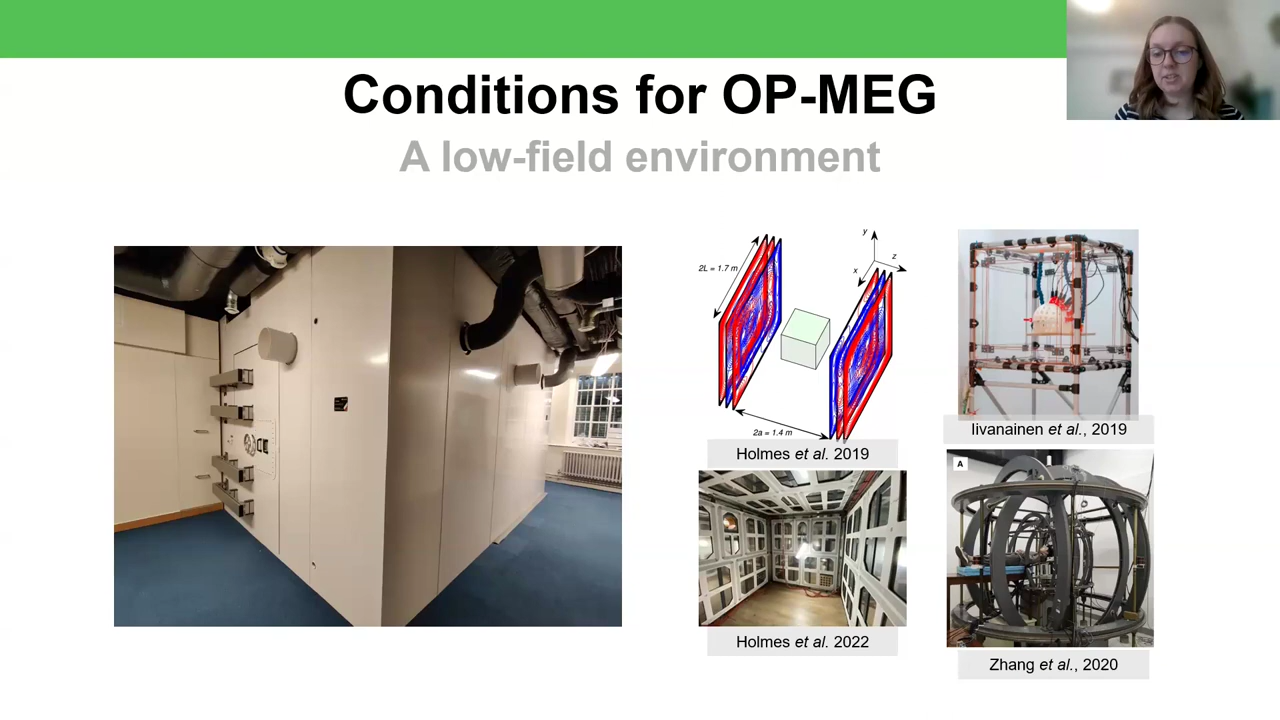 Conditions for OP-MEG
A low-field environment
2L = 1.7 m
y
z
x
2a = 1.4 m
Holmes et al. 2019
Iivanainen et al., 2019
A
Holmes et al. 2022
Zhang et al., 2020